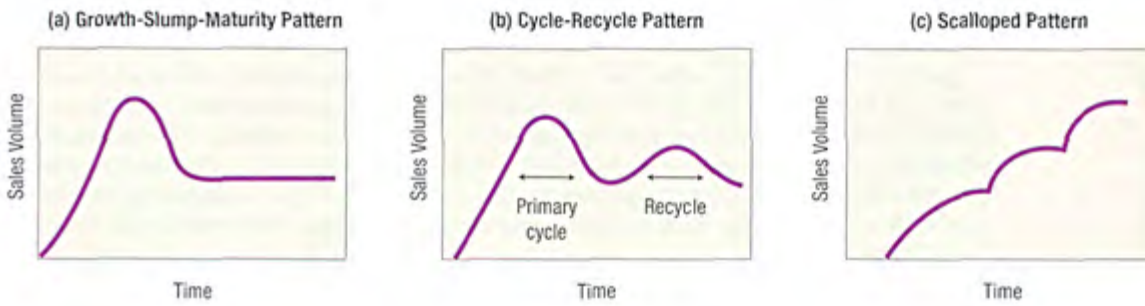 (a) Growth-Slump-Maturity Pattern
Sales Volume
Time
(b) Cycle-Recycle Pattern
Sales Volume
Primary
cycle
Recycle
Time
(c) Scalloped Pattern
Sales Volume
Time